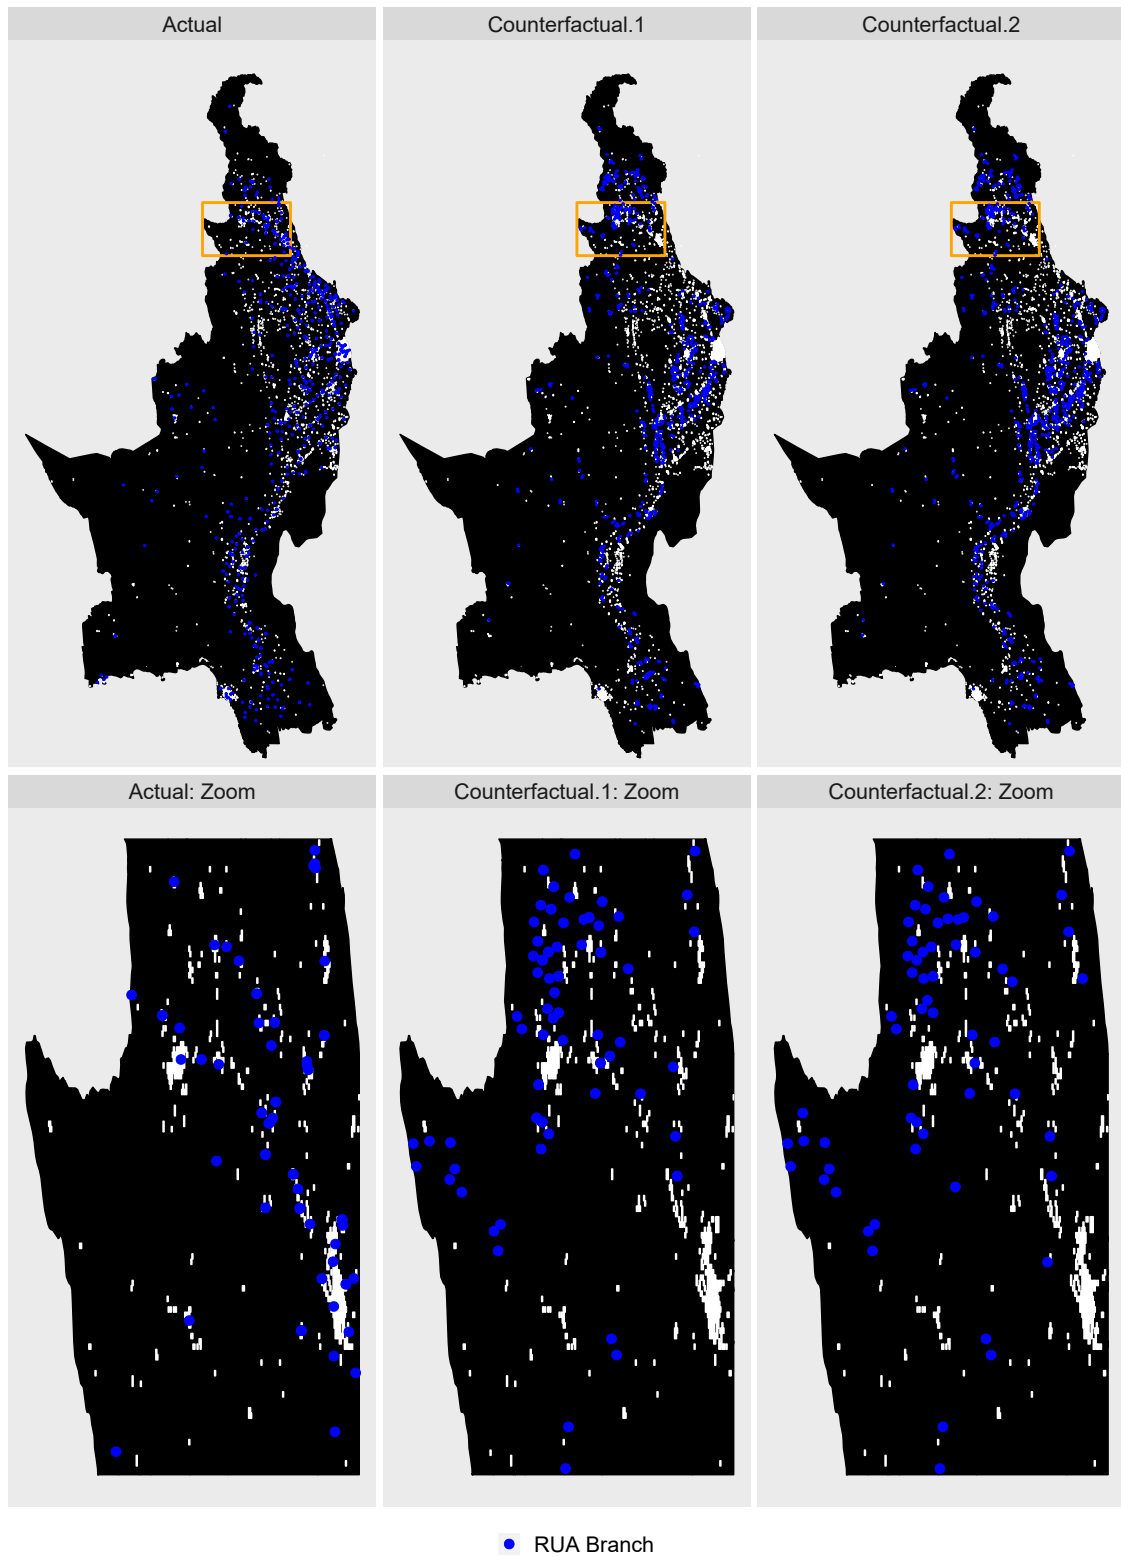 Actual
Counterfactual.1
Counterfactual.2
Actual: Zoom
Counterfactual.1: Zoom
Counterfactual.2: Zoom
RUA Branch